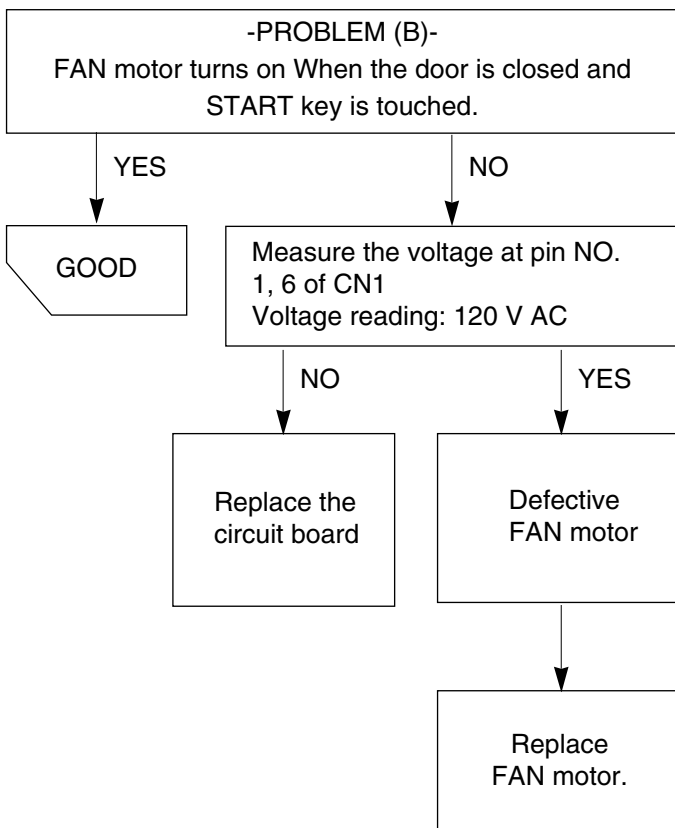 -PROBLEM (B)-
FAN motor turns on When the door is closed and
START key is touched.
YES
NO
GOOD
Measure the voltage at pin NO.
1, 6 of CN1
Voltage reading: 120 V AC
NO
YES
Replace the
circuit board
Defective
FAN motor
Replace
FAN motor.